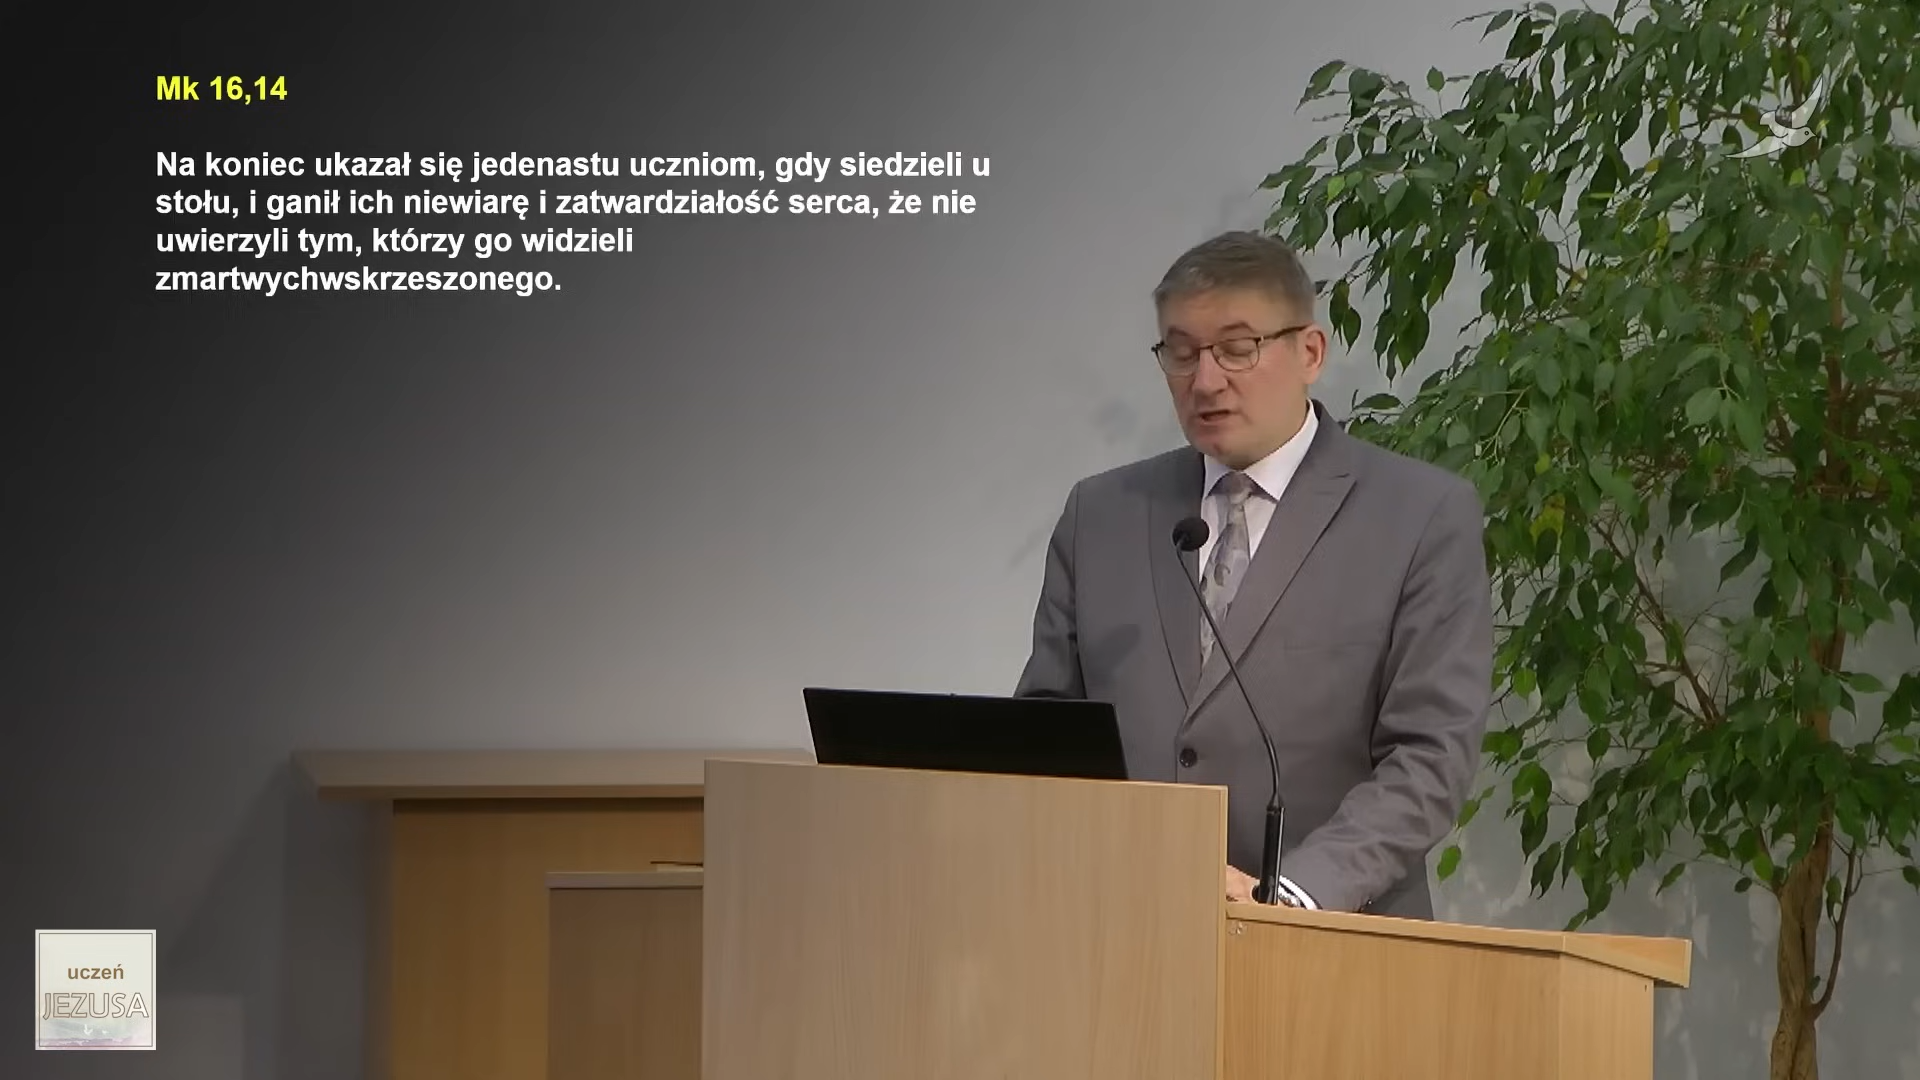 Mk 16,14
Na koniec ukazał się jedenastu uczniom, gdy siedzieli u
stołu, i ganił ich niewiarę i zatwardziałość serca, że nie
uwierzyli tym, którzy go widzieli
zmartwychwskrzeszonego.
uczeń
JEZUSA